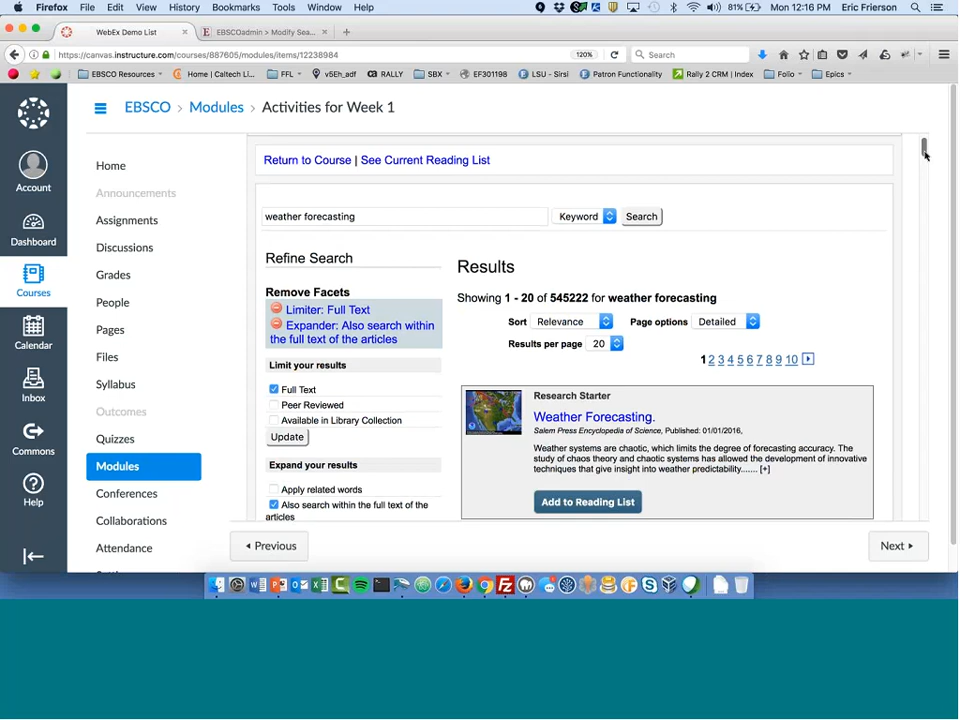 Firefox File Edit View History Bookmarks Tools Window Help 81% Mon 12:16 PM Eric Frierson
WebEx Demo List EBSCOadmin > Modify Sea...
https://canvas.instructure.com/courses/887605/modules/items/12238984 120% Search
EBSCO Resources Home | Caltech Li... FFL v5Eh_adf RALLY SBX EF301198 LSU - Sirsi Patron Functionality Rally 2 CRM | Index Folio Epics
EBSCO > Modules > Activities for Week 1
Account
Dashboard
Courses
Calendar
Inbox
Commons
Help
Home
Announcements
Assignments
Discussions
Grades
People
Pages
Files
Syllabus
Outcomes
Quizzes
Modules
Conferences
Collaborations
Attendance
Return to Course | See Current Reading List
weather forecasting Keyword Search
Refine Search
Remove Facets
Limiter: Full Text
Expander: Also search within
the full text of the articles
Limit your results
Full Text
Peer Reviewed
Available in Library Collection
Update
Expand your results
Apply related words
Also search within the full text of the
articles
Results
Showing 1 - 20 of 545222 for weather forecasting
Sort Relevance Page options Detailed
Results per page 20
1 2 3 4 5 6 7 8 9 10
Research Starter
Weather Forecasting.
Salem Press Encyclopedia of Science, Published: 01/01/2016,
Weather systems are chaotic, which limits the degree of forecasting accuracy. The
study of chaos theory and chaotic systems has allowed the development of innovative
techniques that give insight into weather predictability....... [+]
Add to Reading List
Previous
Next